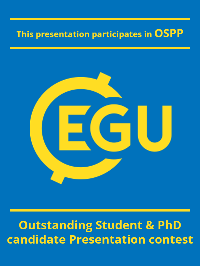 This presentation participates in OSPP
EGU
Outstanding Student & PhD
candidate Presentation contest